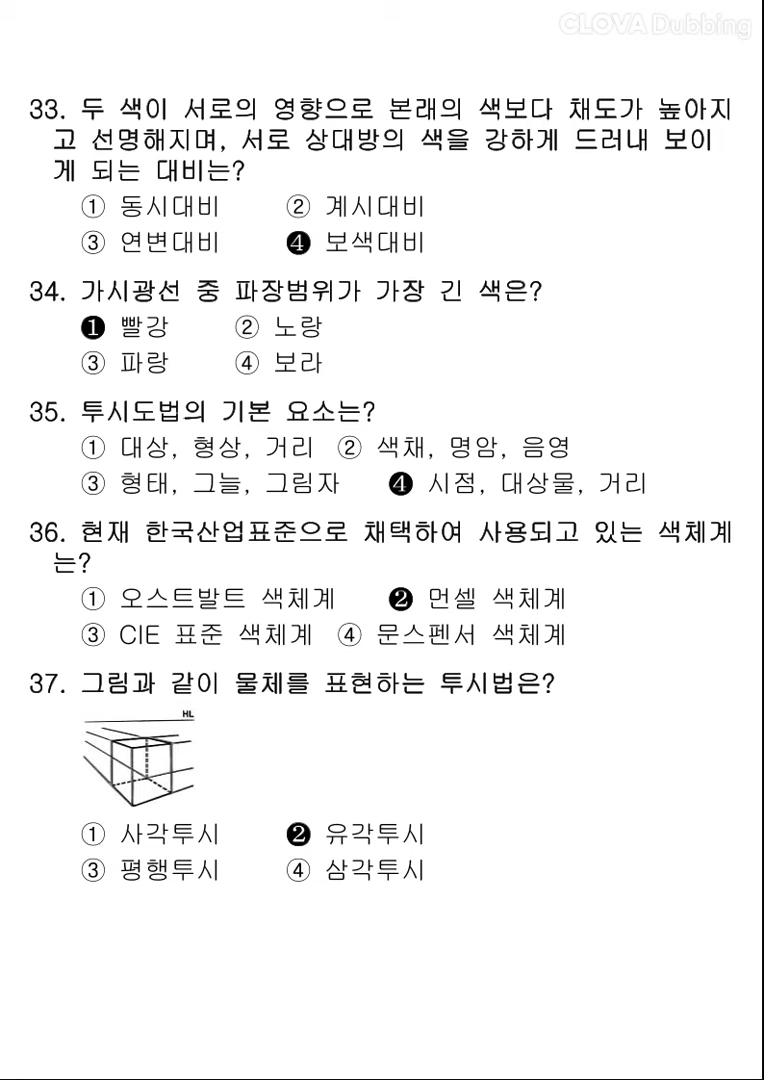 CLOVA Dubbing
33. 두 색이 서로의 영향으로 본래의 색보다 채도가 높아지
고 선명해지며, 서로 상대방의 색을 강하게 드러내 보이
게 되는 대비는?
① 동시대비 ② 계시대비
③ 연변대비 ❹ 보색대비
34. 가시광선 중 파장범위가 가장 긴 색은?
❶ 빨강 ② 노랑
③ 파랑 ④ 보라
35. 투시도법의 기본 요소는?
① 대상, 형상, 거리 ② 색채, 명암, 음영
③ 형태, 그늘, 그림자 ❹ 시점, 대상물, 거리
36. 현재 한국산업표준으로 채택하여 사용되고 있는 색체계
는?
① 오스트발트 색체계 ❷ 먼셀 색체계
③ CIE 표준 색체계 ④ 문스펜서 색체계
37. 그림과 같이 물체를 표현하는 투시법은?
HL
① 사각투시 ❷ 유각투시
③ 평행투시 ④ 삼각투시